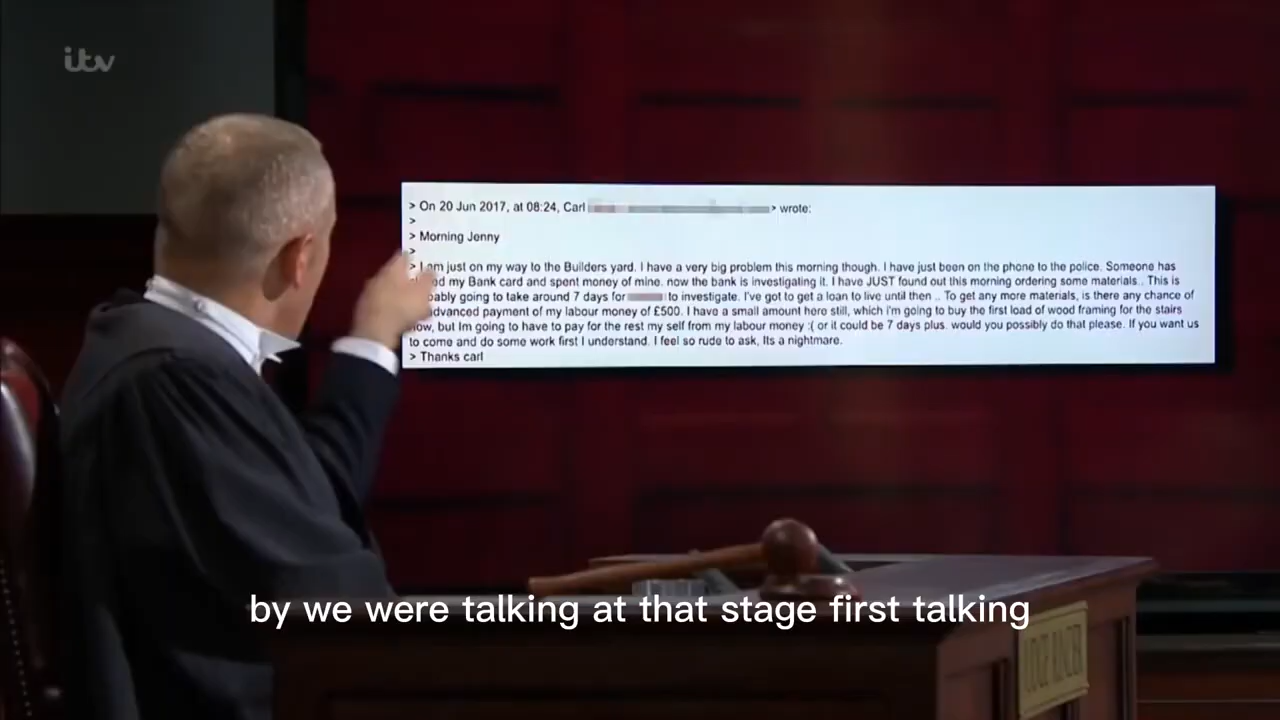 itv
> On 20 Jun 2017, at 08:24, Carl > wrote:
>
> Morning Jenny
>
> I am just on my way to the Builders yard. I have a very big problem this morning though. I have just been on the phone to the police. Someone has
my Bank card and spent money of mine. now the bank is investigating it. I have JUST found out this morning ordering some materials.. This is
going to take around 7 days for to investigate. I've got to get a loan to live until then .. To get any more materials, is there any chance of
advanced payment of my labour money of £500. I have a small amount here still, which i'm going to buy the first load of wood framing for the stairs
now, but Im going to have to pay for the rest my self from my labour money :( or it could be 7 days plus. would you possibly do that please. If you want us
to come and do some work first I understand. I feel so rude to ask, Its a nightmare.
> Thanks carl
by we were talking at that stage first talking
JUDGE RINDER